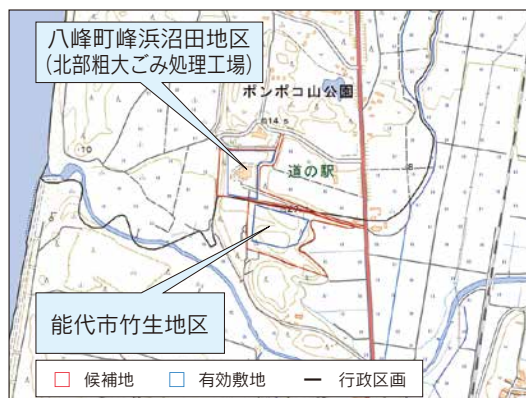 八峰町峰浜沼田地区
（北部粗大ごみ処理工場）
ポンポコ山公園
道の駅
能代市竹生地区
候補地
有効敷地
行政区画